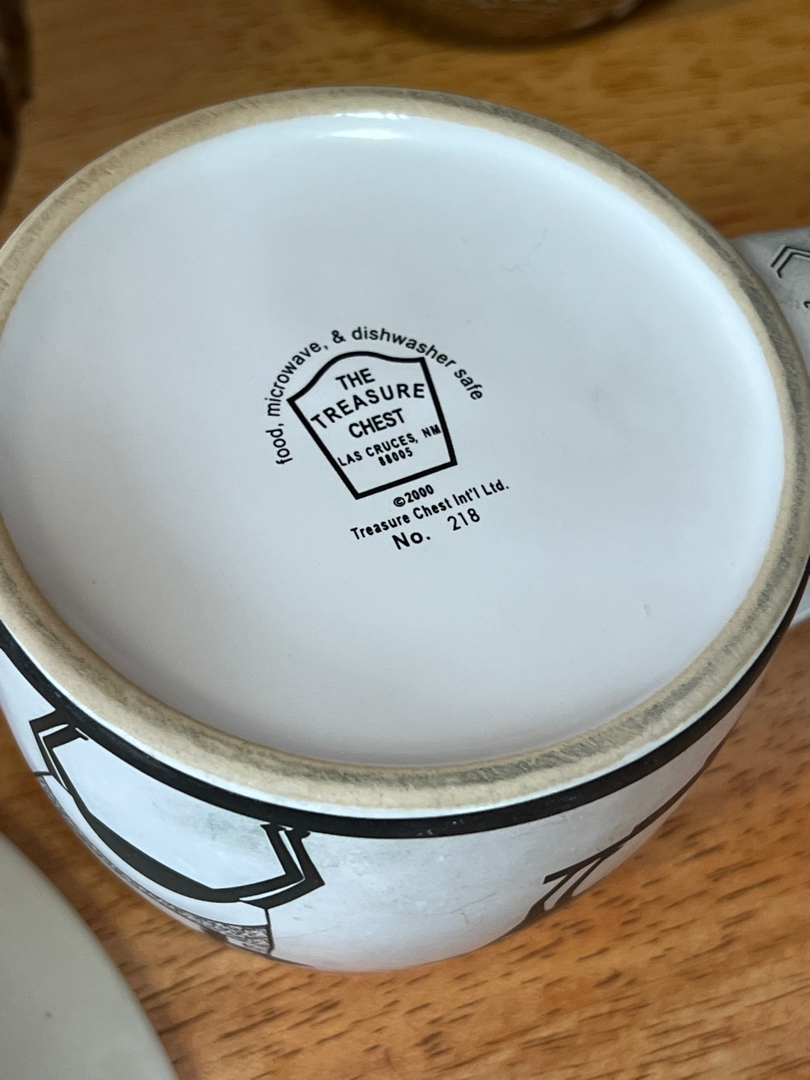 food, microwave, & dishwasher safe
THE
TREASURE
CHEST
LAS CRUCES, NM
88005
©2000
Treasure Chest Int'l Ltd.
No. 218